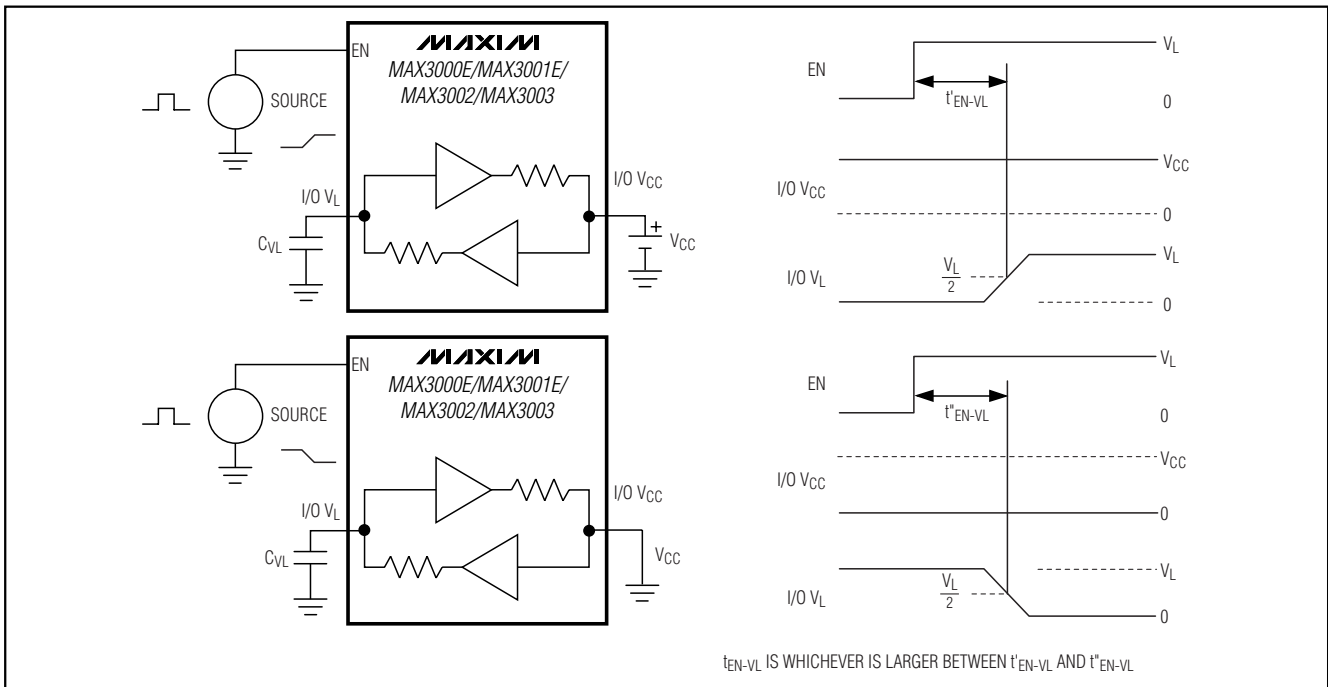 EN
MAXIM
MAX3000E/MAX3001E/
MAX3002/MAX3003
SOURCE
I/O VL
I/O VCC
CVL
+
VCC
EN
VL
t'EN-VL
0
I/O VCC
VCC
0
I/O VL
VL/2
VL
0
EN
MAXIM
MAX3000E/MAX3001E/
MAX3002/MAX3003
SOURCE
I/O VL
I/O VCC
CVL
VCC
EN
VL
t"EN-VL
0
I/O VCC
VCC
0
I/O VL
VL/2
VL
0
tEN-VL IS WHICHEVER IS LARGER BETWEEN t'EN-VL AND t"EN-VL